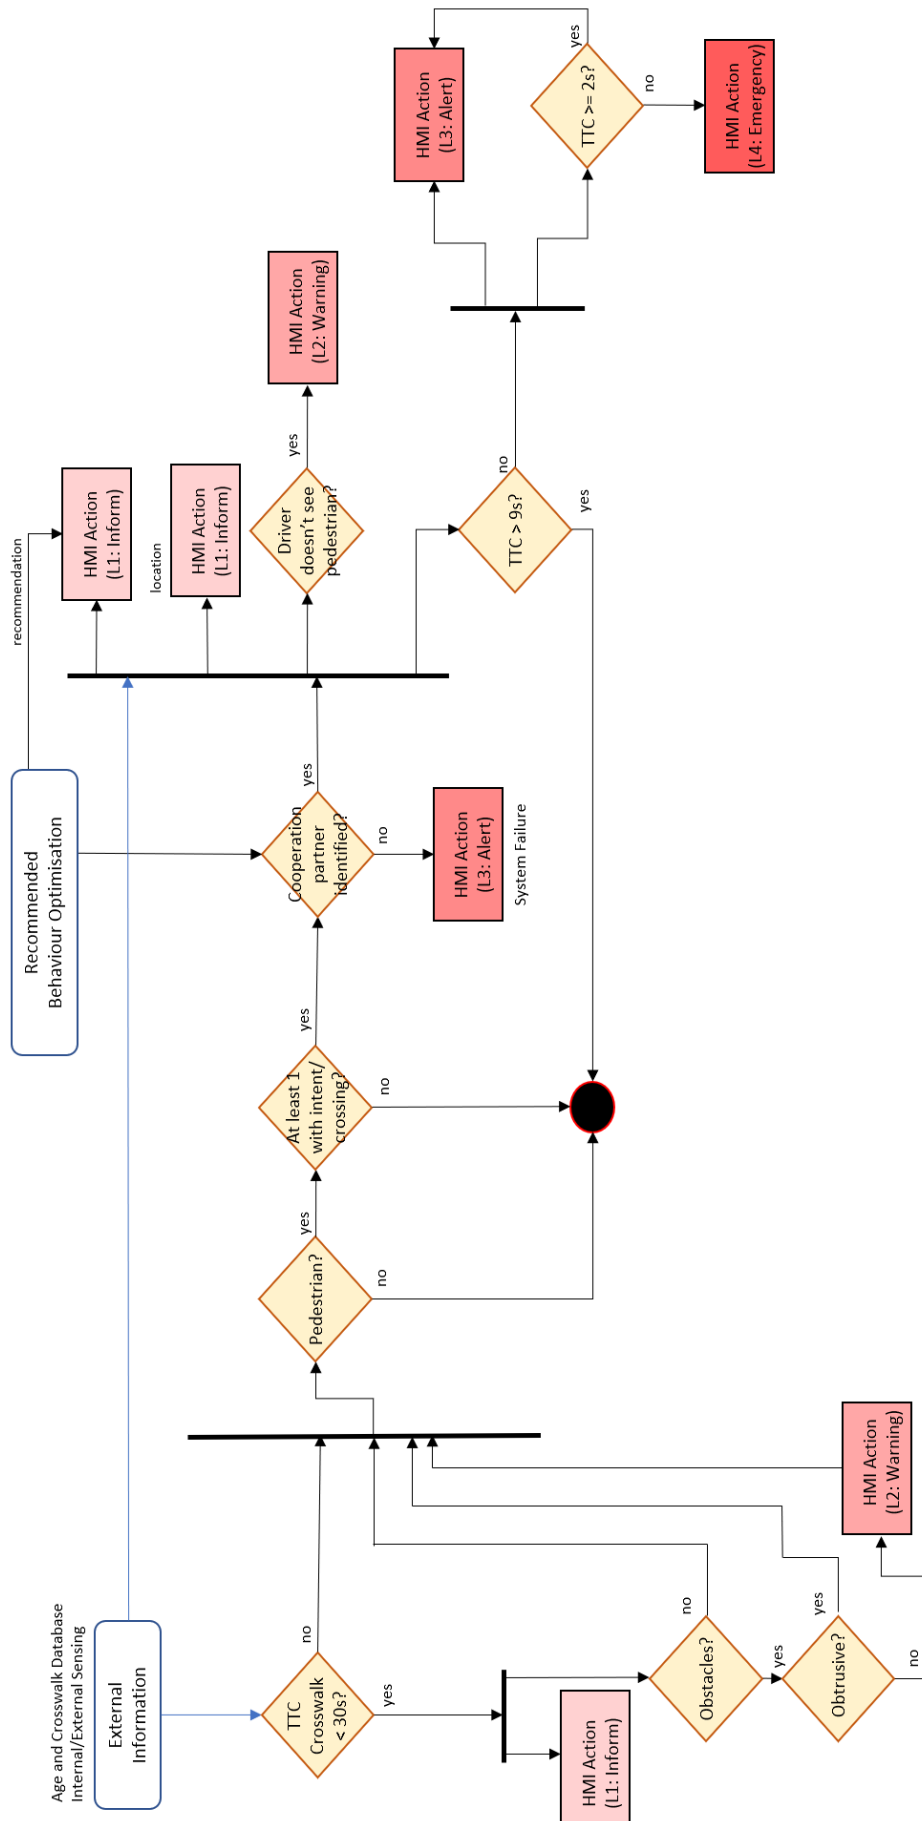 Age and Crosswalk Database
Internal/External Sensing
External
Information
TTC
Crosswalk
< 30s?
no
yes
HMI Action
(L1: Inform)
Obstacles?
no
yes
Obtrusive?
yes
no
HMI Action
(L2: Warning)
Pedestrian?
yes
no
At least 1
with intent/
crossing?
yes
no
Recommended
Behaviour Optimisation
Cooperation
partner
identified?
yes
no
HMI Action
(L3: Alert)
System Failure
recommendation
HMI Action
(L1: Inform)
location
HMI Action
(L1: Inform)
Driver
doesn't see
pedestrian?
yes
HMI Action
(L2: Warning)
TTC > 9s?
no
yes
HMI Action
(L3: Alert)
TTC >= 2s?
yes
no
HMI Action
(L4: Emergency)